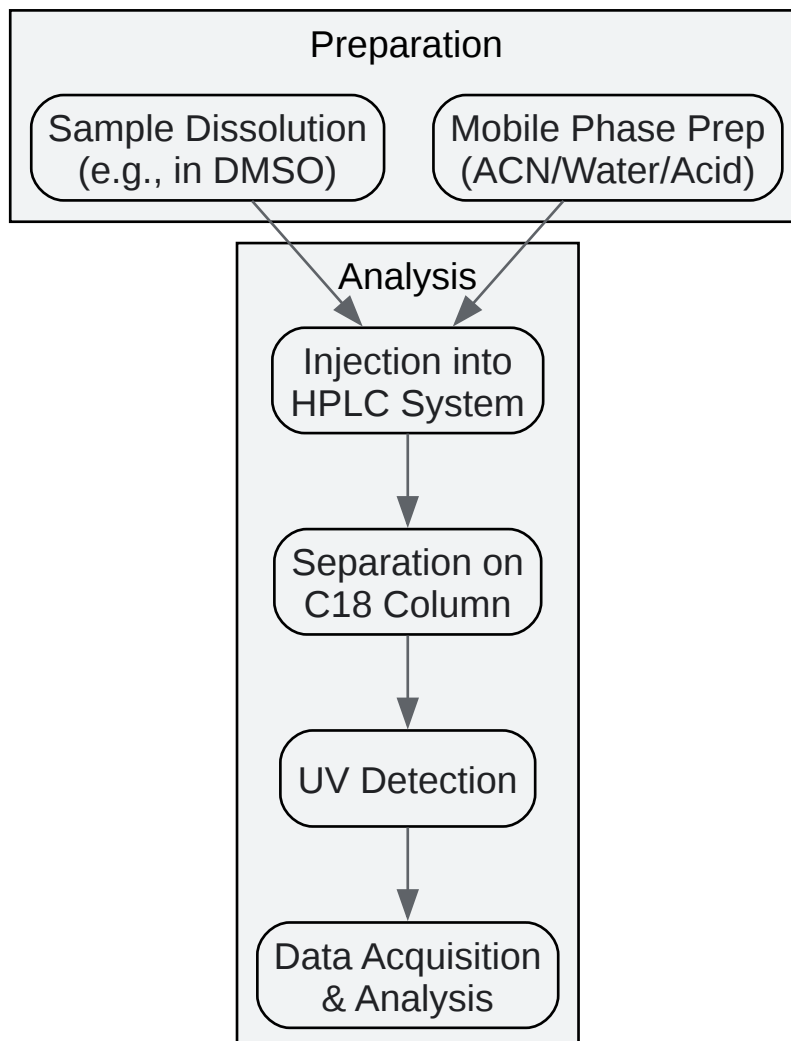 Preparation
Sample Dissolution
(e.g., in DMSO)
Mobile Phase Prep
(ACN/Water/Acid)
Analysis
Injection into
HPLC System
Separation on
C18 Column
UV Detection
Data Acquisition
& Analysis